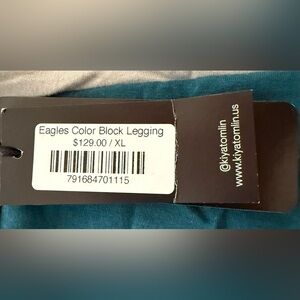 Eagles Color Block Legging
$129.00 / XL
791684701115
@kiyatomlin
www.kiyatomlin.us